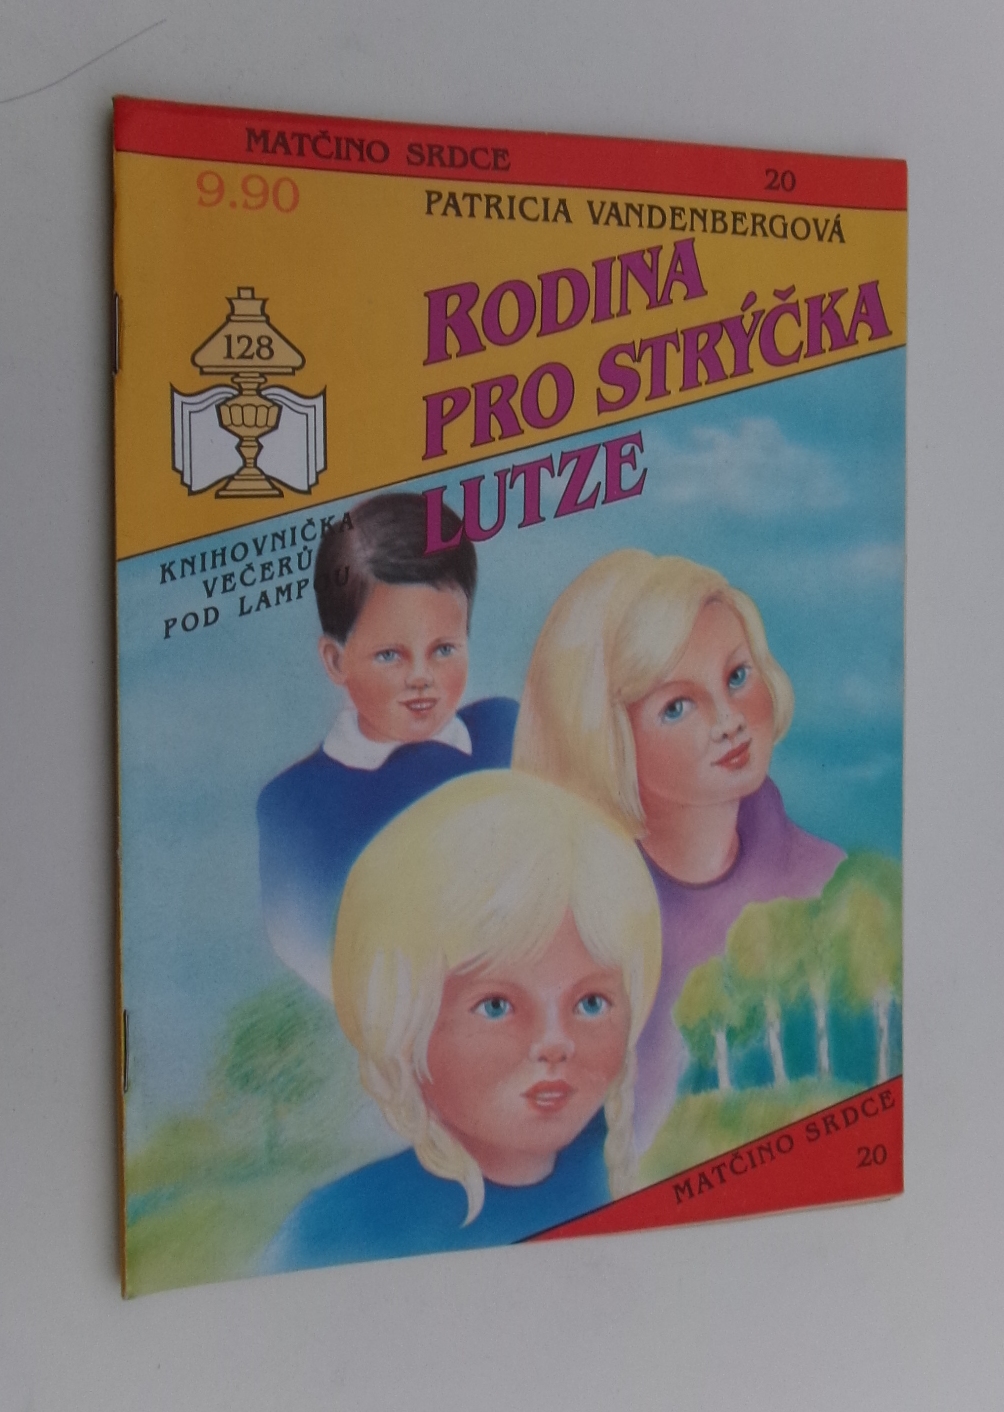 MATČINO SRDCE 20
9.90
PATRICIA VANDENBERGOVÁ
RODINA
PRO STRÝČKA
LUTZE
128
KNIHOVNIČKA
VEČERŮ
POD LAMPOU
MATČINO SRDCE
20